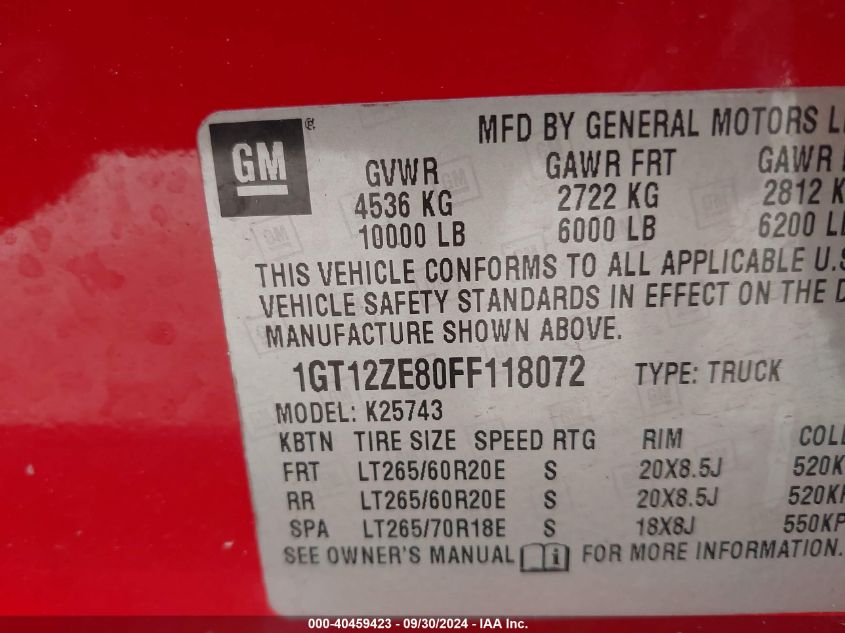 MFD BY GENERAL MOTORS
GM
GVWR GAWR FRT GAWR
4536 KG 2722 KG 2812 K
10000 LB 6000 LB 6200 L
THIS VEHICLE CONFORMS TO ALL APPLICABLE U.S
VEHICLE SAFETY STANDARDS IN EFFECT ON THE D
MANUFACTURE SHOWN ABOVE.
1GT12ZE80FF118072 TYPE: TRUCK
MODEL: K25743
KBTN TIRE SIZE SPEED RTG RIM COL
FRT LT265/60R20E S 20X8.5J 520K
RR LT265/60R20E S 20X8.5J 520K
SPA LT265/70R18E S 18X8J 550KP
SEE OWNER'S MANUAL i FOR MORE INFORMATION.
000-40459423 - 09/30/2024 - IAA Inc.